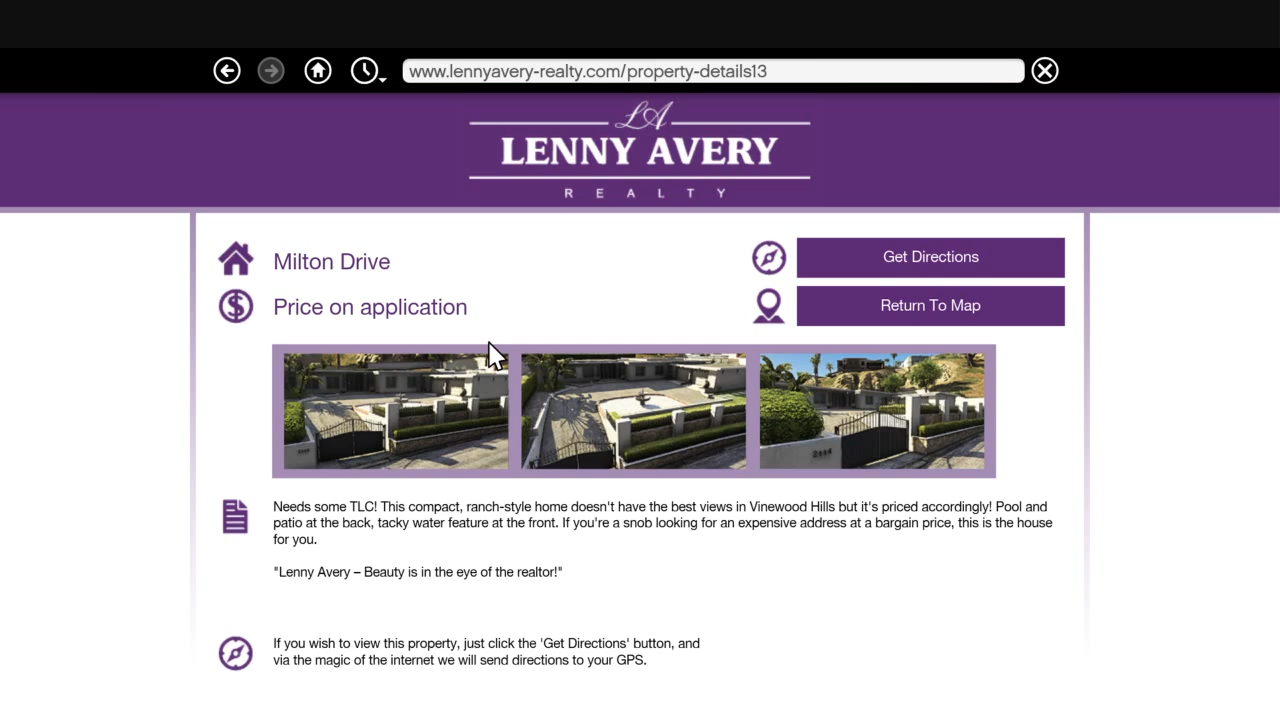 www.lennyavery-realty.com/property-details13
LA
LENNY AVERY
REALTY
Milton Drive
Get Directions
Price on application
Return To Map
Needs some TLC! This compact, ranch-style home doesn't have the best views in Vinewood Hills but it's priced accordingly! Pool and
patio at the back, tacky water feature at the front. If you're a snob looking for an expensive address at a bargain price, this is the house
for you.
"Lenny Avery – Beauty is in the eye of the realtor!"
If you wish to view this property, just click the 'Get Directions' button, and
via the magic of the internet we will send directions to your GPS.